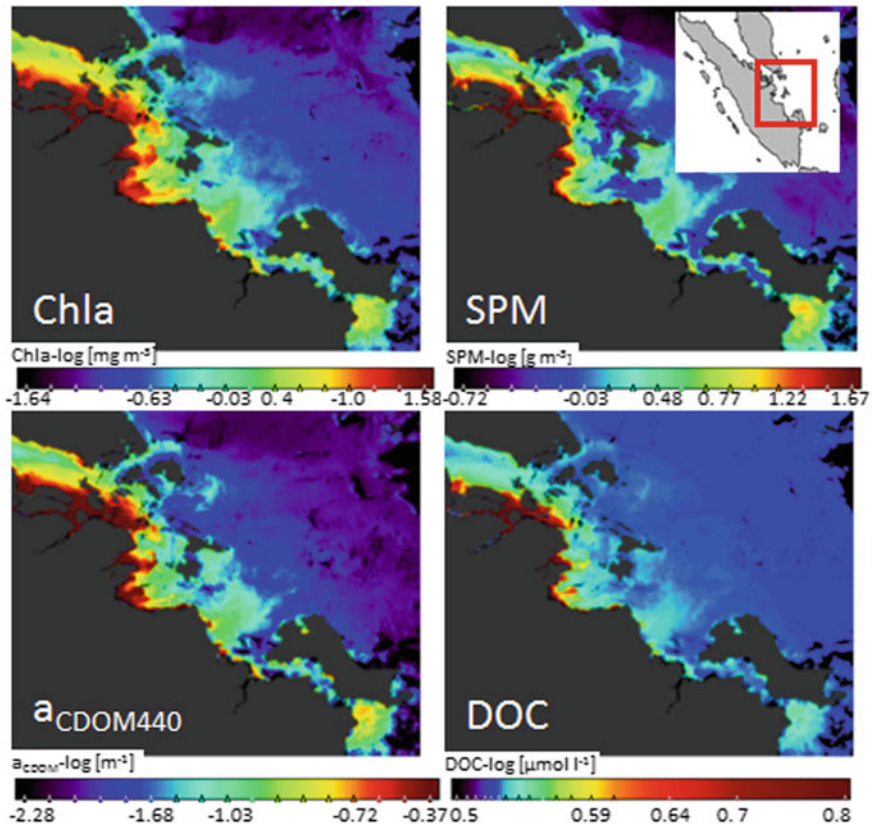 Chla
SPM
Chla-log [mg m⁻³]
SPM-log [g m⁻³]
-1.64 -0.63 -0.03 0.4 -1.0 1.58
-0.72 -0.03 0.48 0.77 1.22 1.67
aCDOM440
DOC
aCDOM-log [m⁻¹]
DOC-log [µmol l⁻¹]
-2.28 -1.68 -1.03 -0.72 -0.37
0.5 0.59 0.64 0.7 0.8